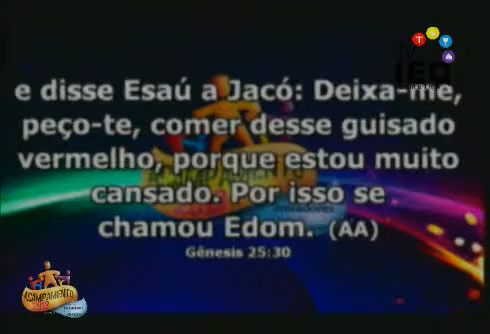 e disse Esaú a Jacó: Deixa-me,
peço-te, comer desse guisado
vermelho, porque estou muito
cansado. Por isso se
chamou Edom. (AA)
Gênesis 25:30
ACAMPAMENTO